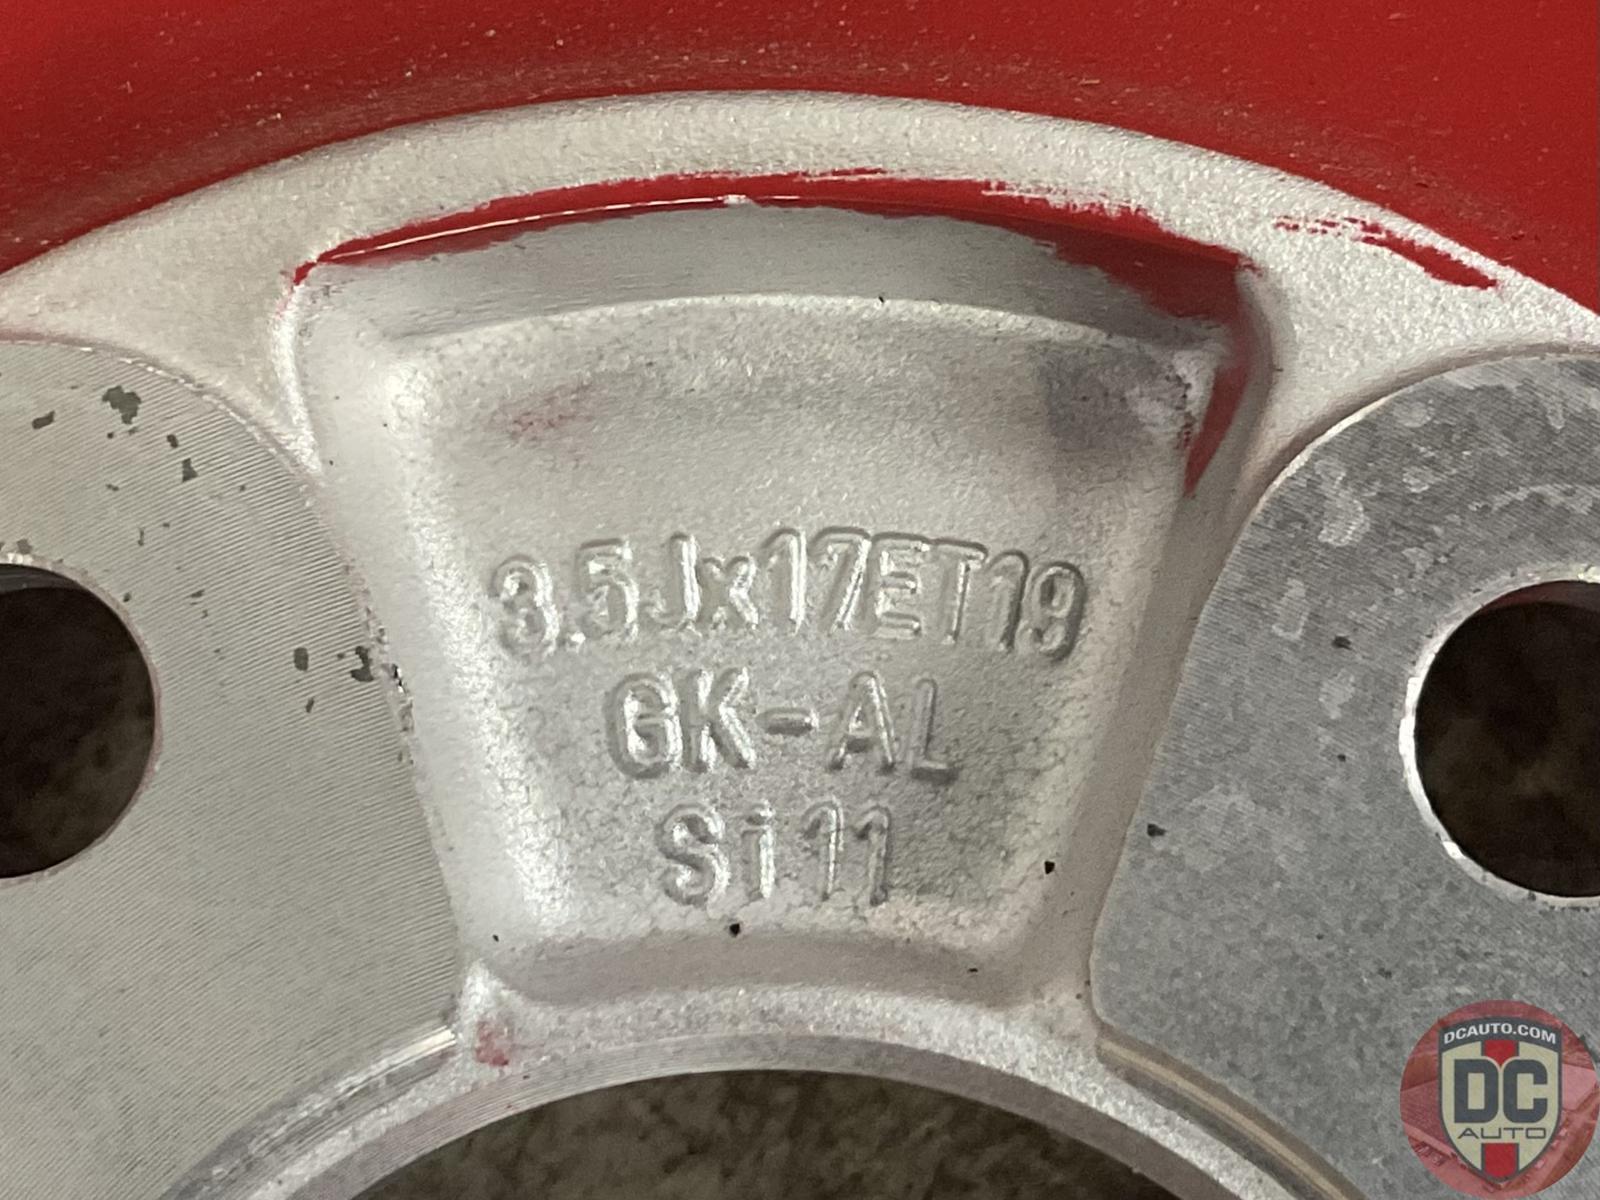 3.5Jx17ET19
GK-AL
Si11
DCAUTO.COM
DC
AUTO